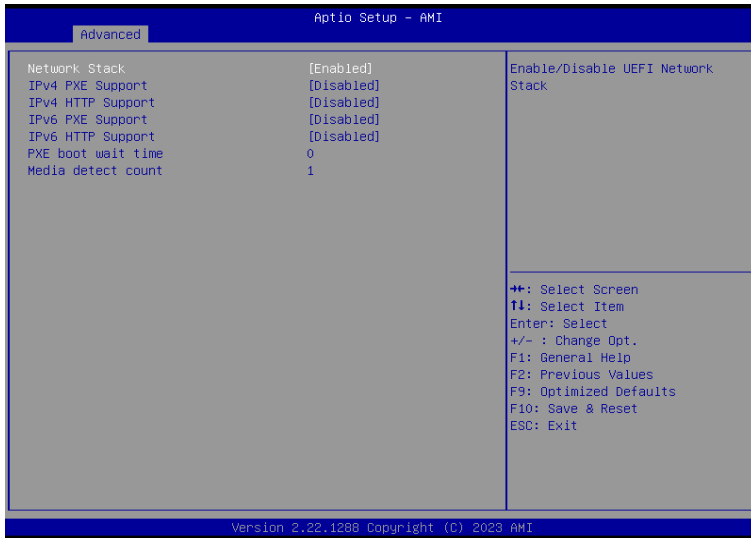 Aptio Setup – AMI
Advanced
Network Stack [Enabled]
IPv4 PXE Support [Disabled]
IPv4 HTTP Support [Disabled]
IPv6 PXE Support [Disabled]
IPv6 HTTP Support [Disabled]
PXE boot wait time 0
Media detect count 1
Enable/Disable UEFI Network
Stack
→←: Select Screen
↑↓: Select Item
Enter: Select
+/- : Change Opt.
F1: General Help
F2: Previous Values
F9: Optimized Defaults
F10: Save & Reset
ESC: Exit
Version 2.22.1288 Copyright (C) 2023 AMI